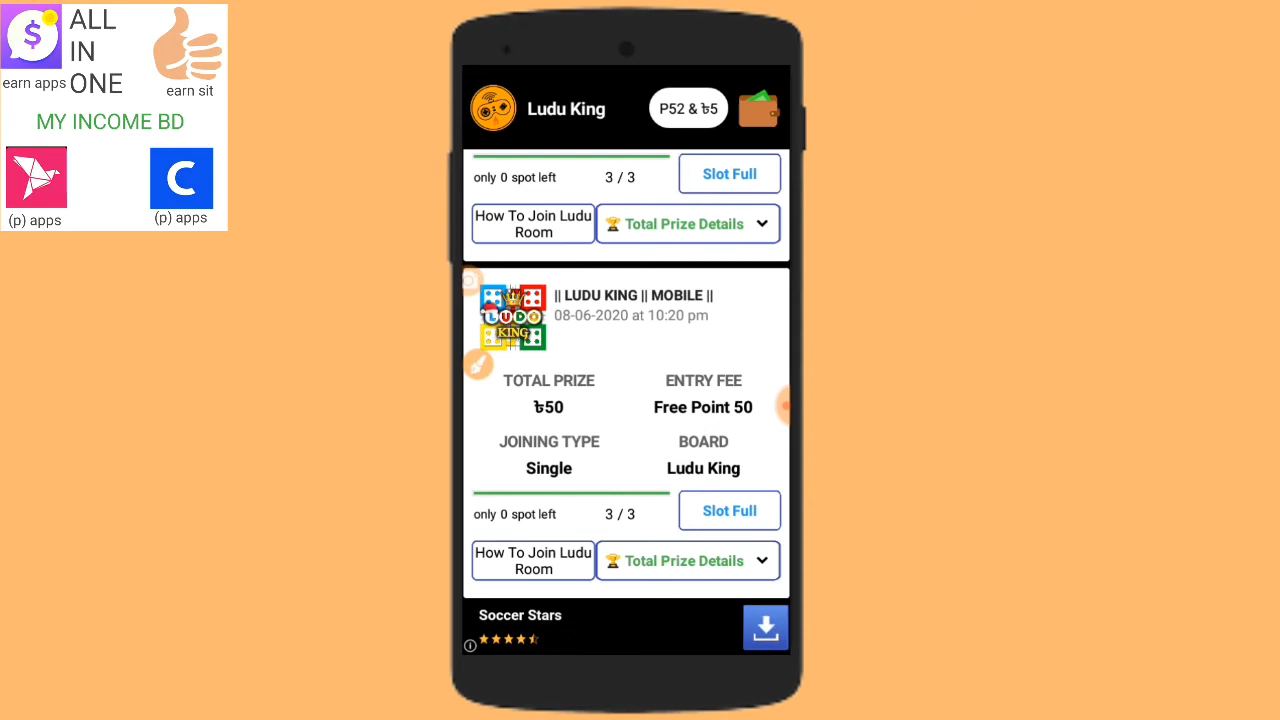 ALL
IN
ONE
earn apps
earn sit
MY INCOME BD
(p) apps
(p) apps
Ludu King
P52 & ৳5
only 0 spot left
3 / 3
Slot Full
How To Join Ludu
Room
🏆 Total Prize Details
|| LUDU KING || MOBILE ||
08-06-2020 at 10:20 pm
LUDO
KING
TOTAL PRIZE
ENTRY FEE
৳50
Free Point 50
JOINING TYPE
BOARD
Single
Ludu King
only 0 spot left
3 / 3
Slot Full
How To Join Ludu
Room
🏆 Total Prize Details
Soccer Stars